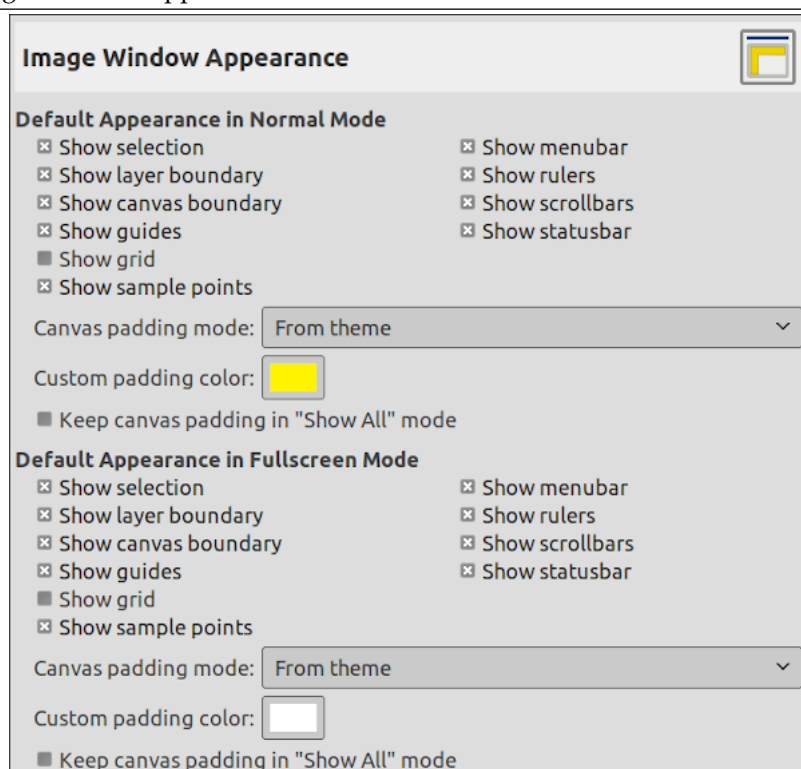 Image Window Appearance
Default Appearance in Normal Mode
Show selection
Show menubar
Show layer boundary
Show rulers
Show canvas boundary
Show scrollbars
Show guides
Show statusbar
Show grid
Show sample points
Canvas padding mode: From theme
Custom padding color:
Keep canvas padding in "Show All" mode
Default Appearance in Fullscreen Mode
Show selection
Show menubar
Show layer boundary
Show rulers
Show canvas boundary
Show scrollbars
Show guides
Show statusbar
Show grid
Show sample points
Canvas padding mode: From theme
Custom padding color:
Keep canvas padding in "Show All" mode